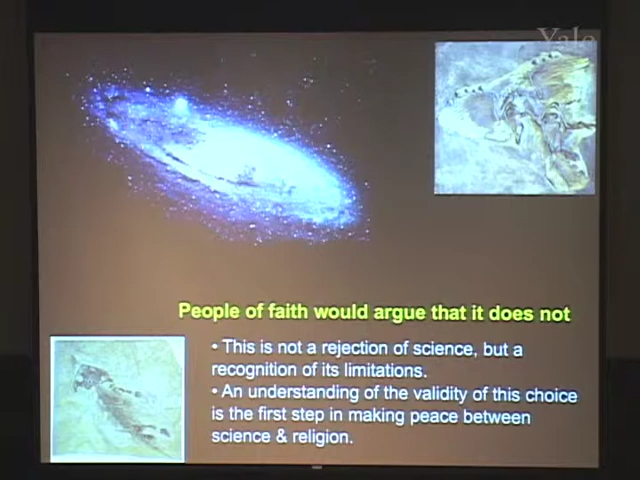 Yale
People of faith would argue that it does not
• This is not a rejection of science, but a
recognition of its limitations.
• An understanding of the validity of this choice
is the first step in making peace between
science & religion.